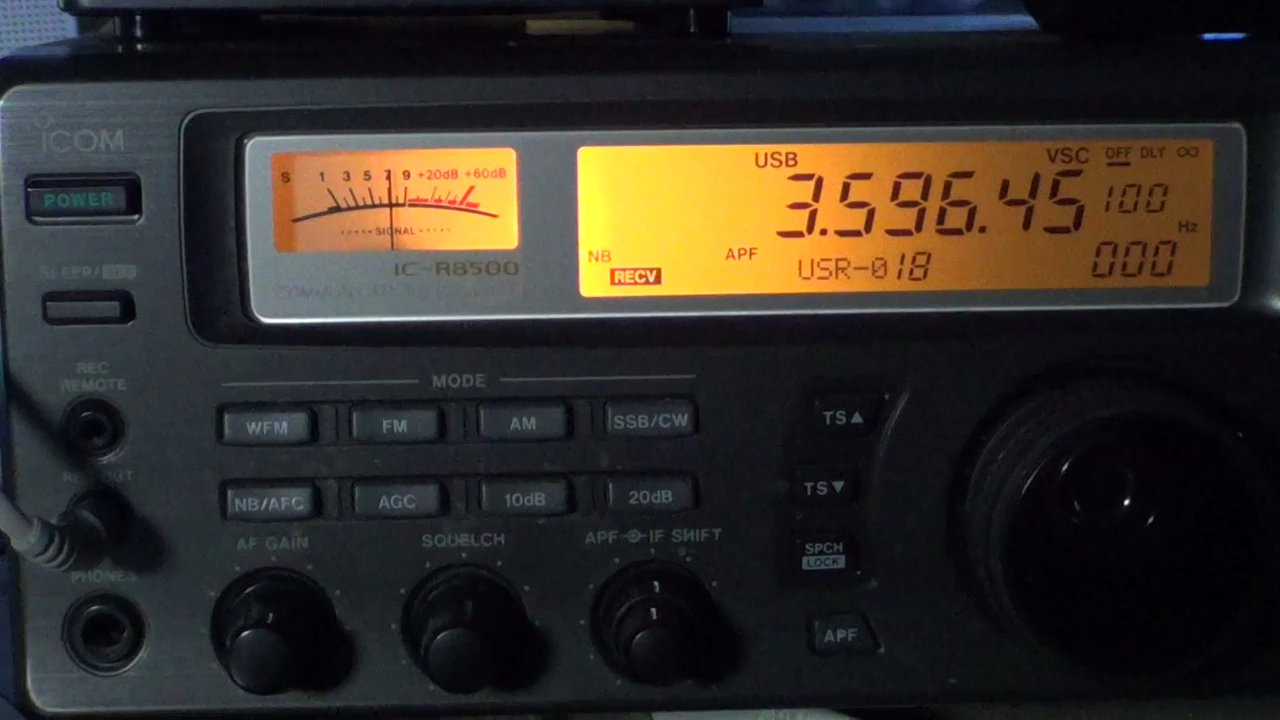 ICOM
POWER
S 1 3 5 7 9 +20dB +60dB
SIGNAL
IC-R8500
USB VSC OFF DLY ∞
3.596.45 100
Hz
NB APF
RECV USR-018 000
SLEEP/
REC
REMOTE
MODE
WFM FM AM SSB/CW
TS▲
NB/AFC AGC 10dB 20dB
TS▼
AF GAIN SQUELCH APF IF SHIFT
SPCH
LOCK
PHONES
APF